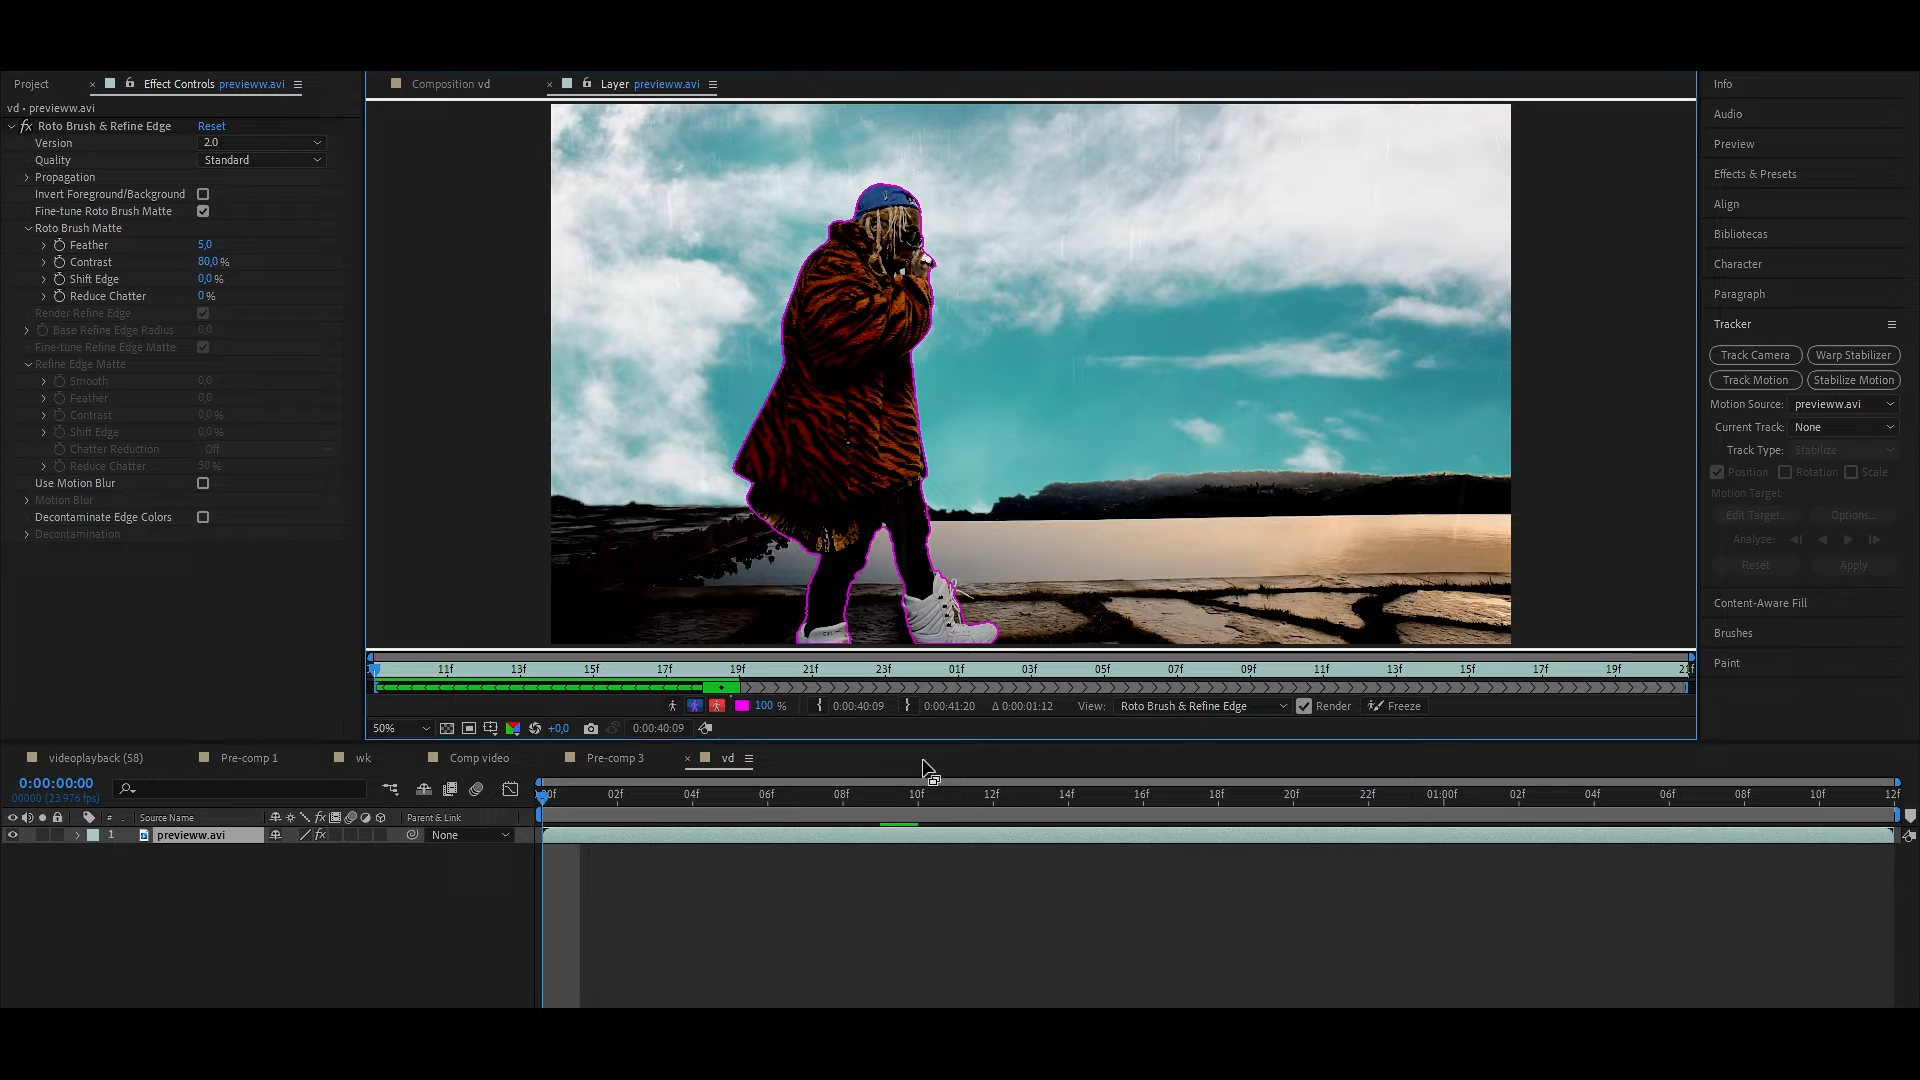 Project × Effect Controls previeww.avi
Composition vd × Layer previeww.avi
vd • previeww.avi
fx Roto Brush & Refine Edge Reset
Version 2.0
Quality Standard
Propagation
Invert Foreground/Background
Fine-tune Roto Brush Matte
Roto Brush Matte
Feather 5,0
Contrast 80,0 %
Shift Edge 0,0 %
Reduce Chatter 0 %
Render Refine Edge
Base Refine Edge Radius 0,0
Fine-tune Refine Edge Matte
Refine Edge Matte
Smooth 0,0
Feather 0,0
Contrast 0,0 %
Shift Edge 0,0 %
Chatter Reduction Off
Reduce Chatter 50 %
Use Motion Blur
Motion Blur
Decontaminate Edge Colors
Decontamination
Info
Audio
Preview
Effects & Presets
Align
Bibliotecas
Character
Paragraph
Tracker
Track Camera Warp Stabilizer
Track Motion Stabilize Motion
Motion Source: previeww.avi
Current Track: None
Track Type: Stabilize
Position Rotation Scale
Motion Target:
Edit Target... Options...
Analyze:
Reset Apply
Content-Aware Fill
Brushes
Paint
11f 13f 15f 17f 19f 21f 23f 01f 03f 05f 07f 09f 11f 13f 15f 17f 19f 21f
100 % 0:00:40:09 0:00:41:20 Δ 0:00:01:12 View: Roto Brush & Refine Edge Render Freeze
50% +0,0 0:00:40:09
videoplayback (58) Pre-comp 1 wk Comp video Pre-comp 3 × vd
0:00:00:00
00000 (23.976 fps)
:00f 02f 04f 06f 08f 10f 12f 14f 16f 18f 20f 22f 01:00f 02f 04f 06f 08f 10f 12f
# Source Name fx Parent & Link
1 previeww.avi fx None